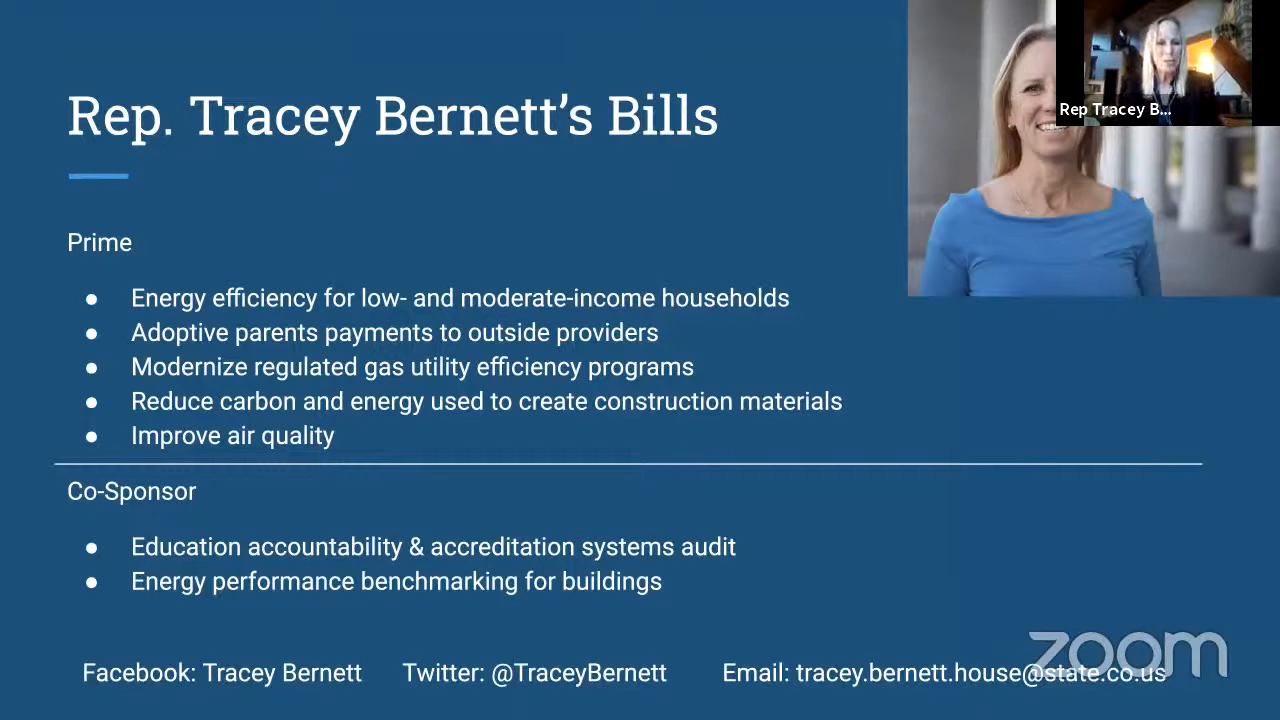 Rep. Tracey Bernett’s Bills
Rep Tracey B...
Prime
● Energy efficiency for low- and moderate-income households
● Adoptive parents payments to outside providers
● Modernize regulated gas utility efficiency programs
● Reduce carbon and energy used to create construction materials
● Improve air quality
Co-Sponsor
● Education accountability & accreditation systems audit
● Energy performance benchmarking for buildings
zoom
Facebook: Tracey Bernett Twitter: @TraceyBernett Email: tracey.bernett.house@state.co.us